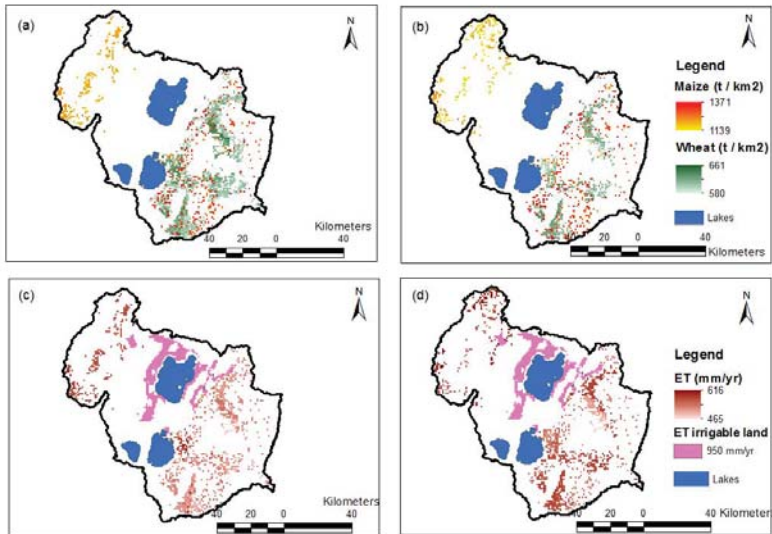 (a)
N
Kilometers
40 20 0 40
(b)
N
Legend
Maize (t / km2)
1371
1139
Wheat (t / km2)
661
580
Lakes
Kilometers
40 20 0 40
(c)
N
Kilometers
40 20 0 40
(d)
N
Legend
ET (mm/yr)
616
465
ET irrigable land
950 mm/yr
Lakes
Kilometers
40 20 0 40